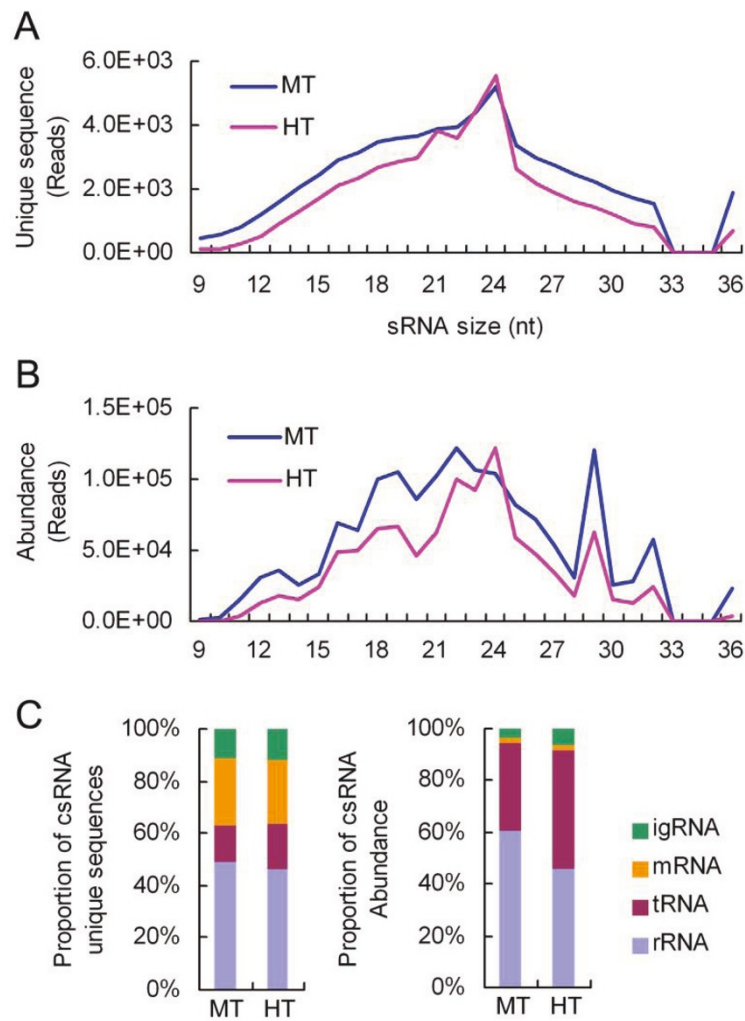 A
Unique sequence
(Reads)
6.0E+03
4.0E+03
2.0E+03
0.0E+00
MT
HT
9 12 15 18 21 24 27 30 33 36
sRNA size (nt)
B
Abundance
(Reads)
1.5E+05
1.0E+05
5.0E+04
0.0E+00
MT
HT
9 12 15 18 21 24 27 30 33 36
C
Proportion of csRNA
unique sequences
100%
80%
60%
40%
20%
0%
MT HT
Proportion of csRNA
Abundance
100%
80%
60%
40%
20%
0%
MT HT
igRNA
mRNA
tRNA
rRNA